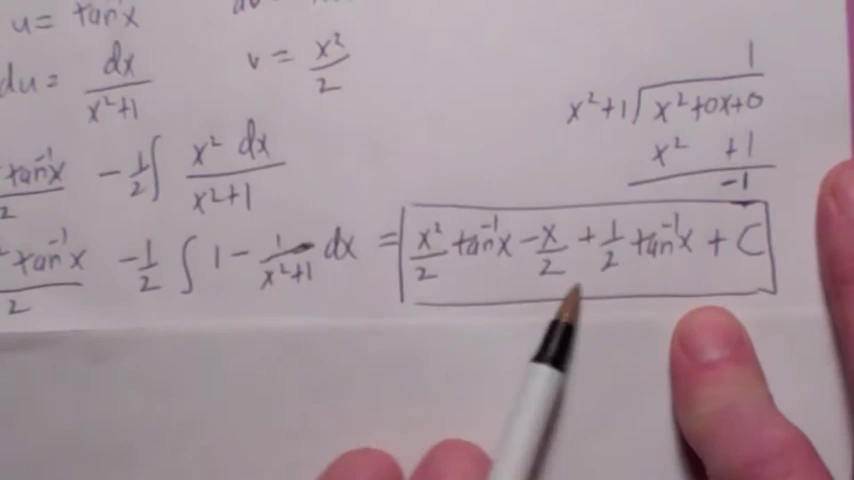 u = tan⁻¹x
du = dx/(x²+1) v = x²/2
1
x²+1 ) x²+0x+0
x² +1
-1
tan⁻¹x/2 - 1/2 ∫ x² dx/(x²+1)
² tan⁻¹x/2 - 1/2 ∫ 1 - 1/(x²+1) dx = x²/2 tan⁻¹x - x/2 + 1/2 tan⁻¹x + C